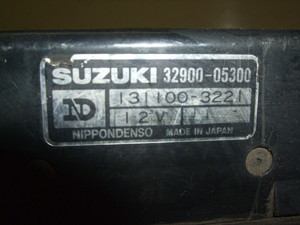 SUZUKI 32900-05300
ND 131100-3221
12V
NIPPONDENSO MADE IN JAPAN